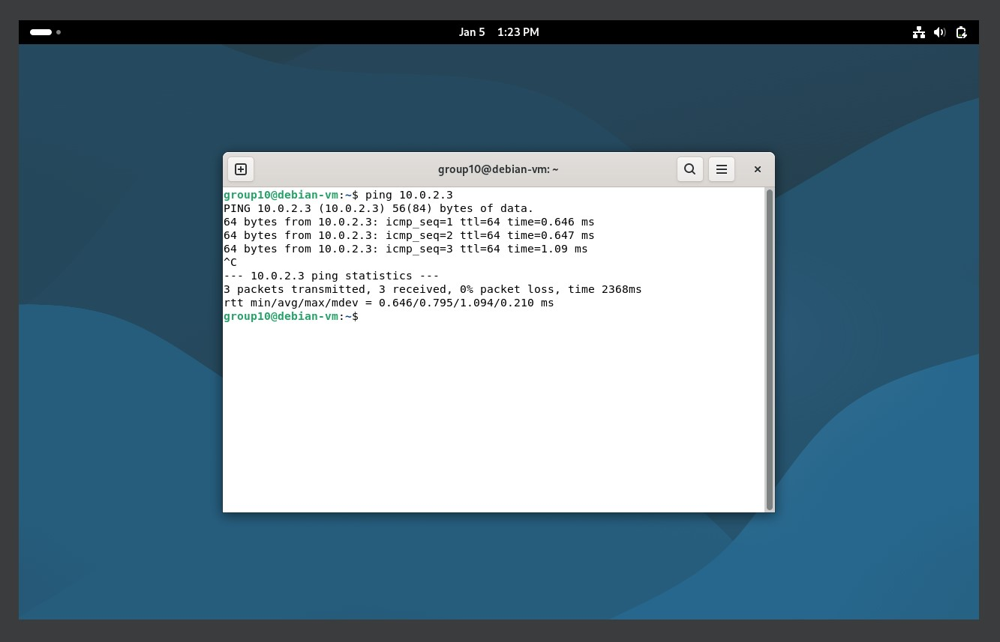 Jan 5 1:23 PM
group10@debian-vm: ~
group10@debian-vm:~$ ping 10.0.2.3
PING 10.0.2.3 (10.0.2.3) 56(84) bytes of data.
64 bytes from 10.0.2.3: icmp_seq=1 ttl=64 time=0.646 ms
64 bytes from 10.0.2.3: icmp_seq=2 ttl=64 time=0.647 ms
64 bytes from 10.0.2.3: icmp_seq=3 ttl=64 time=1.09 ms
^C
--- 10.0.2.3 ping statistics ---
3 packets transmitted, 3 received, 0% packet loss, time 2368ms
rtt min/avg/max/mdev = 0.646/0.795/1.094/0.210 ms
group10@debian-vm:~$